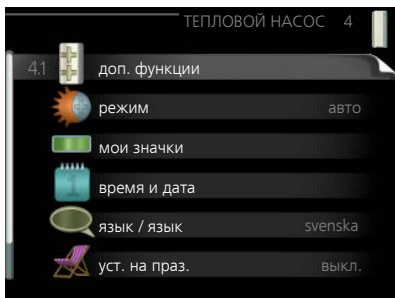 ТЕПЛОВОЙ НАСОС 4
4.1 доп. функции
режим авто
мои значки
время и дата
язык / язык svenska
уст. на праз. выкл.